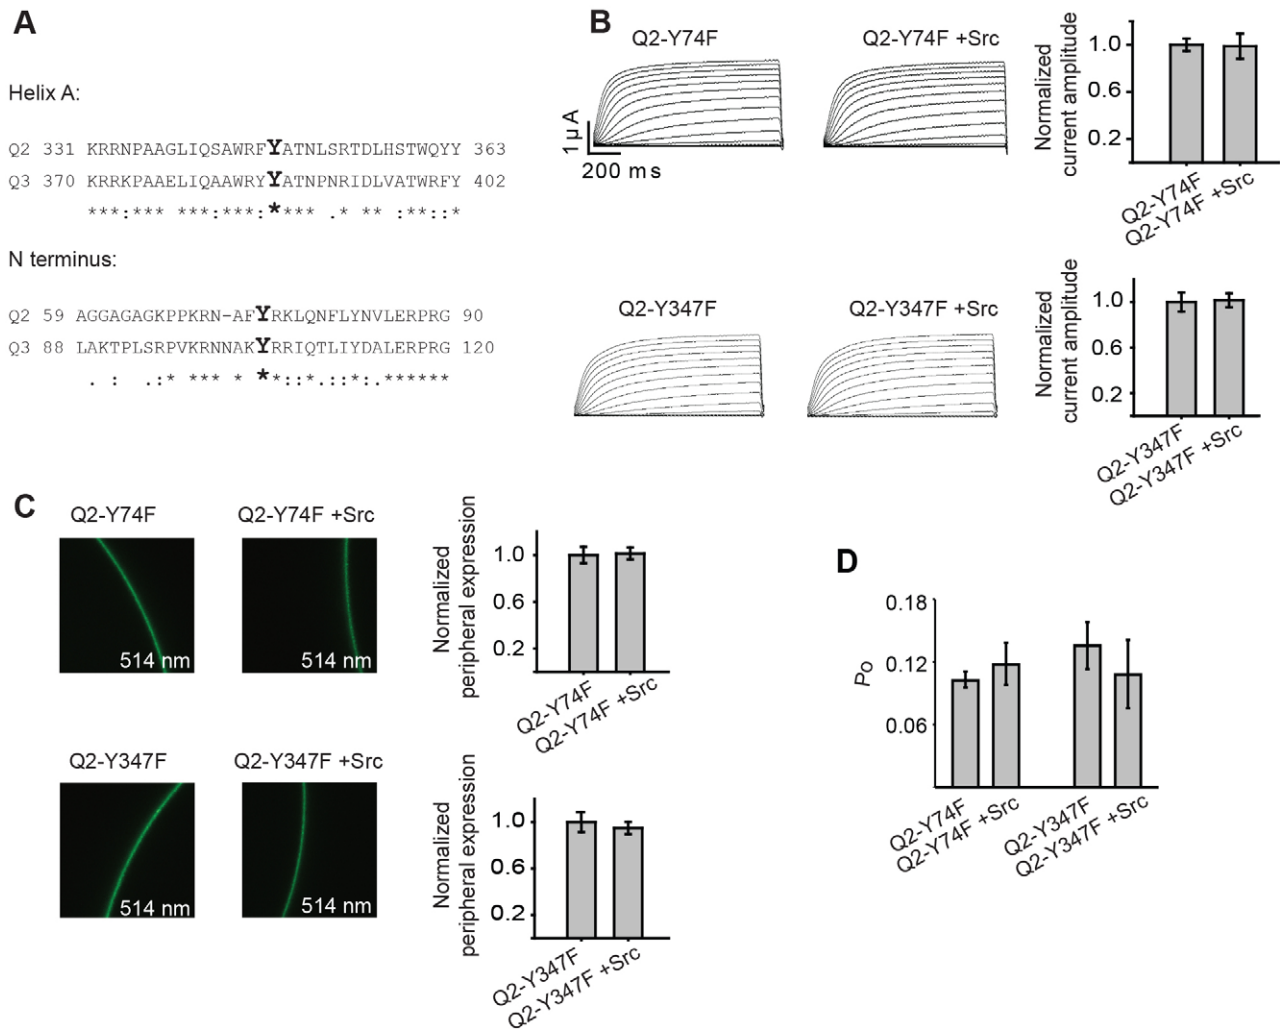 A
Helix A:
Q2 331 KRRNPAAGLIQSAWRFYATNLSRTDLHSTWQYY 363
Q3 370 KRRKPAAELIQAAWRYYATNPNRIDLVATWRFY 402
***:*** ***:***:**** .* ** :**::*
N terminus:
Q2 59 AGGAGAGKPPKRN-AFYRKLQNFLYNVLERPRG 90
Q3 88 LAKTPLSRPVKRNNAKYRRIQTLIYDALERPRG 120
. : .:* *** * **::*.::*:.******
B
Q2-Y74F
Q2-Y74F +Src
1 µA
200 ms
Normalized
current amplitude
1.0
0.6
0.2
Q2-Y74F
Q2-Y74F +Src
Q2-Y347F
Q2-Y347F +Src
Normalized
current amplitude
1.0
0.6
0.2
Q2-Y347F
Q2-Y347F +Src
C
Q2-Y74F
Q2-Y74F +Src
514 nm
514 nm
Normalized
peripheral expression
1.0
0.6
0.2
Q2-Y74F
Q2-Y74F +Src
Q2-Y347F
Q2-Y347F +Src
514 nm
514 nm
Normalized
peripheral expression
1.0
0.6
0.2
Q2-Y347F
Q2-Y347F +Src
D
Po
0.18
0.12
0.06
Q2-Y74F
Q2-Y74F +Src
Q2-Y347F
Q2-Y347F +Src